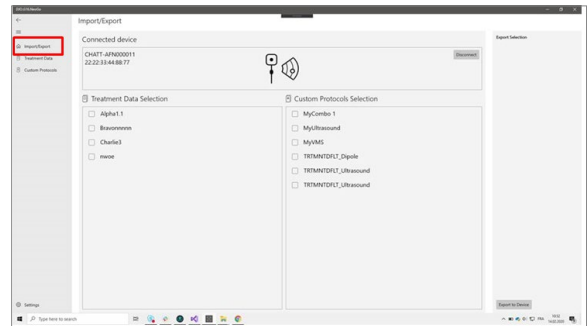 Import/Export
Connected device
Export Selection
Import/Export
Treatment Data
Custom Protocols
CHATT-AFN000011
22:22:33:44:BB:77
Disconnect
Treatment Data Selection
Custom Protocols Selection
Alpha1.1
MyCombo 1
Bravonnnnn
MyUltrasound
Charlie3
MyVMS
nwoe
TRTMNTDFLT_Dipole
TRTMNTDFLT_Ultrasound
TRTMNTDFLT_Ultrasound
Settings
Export to Device
Type here to search